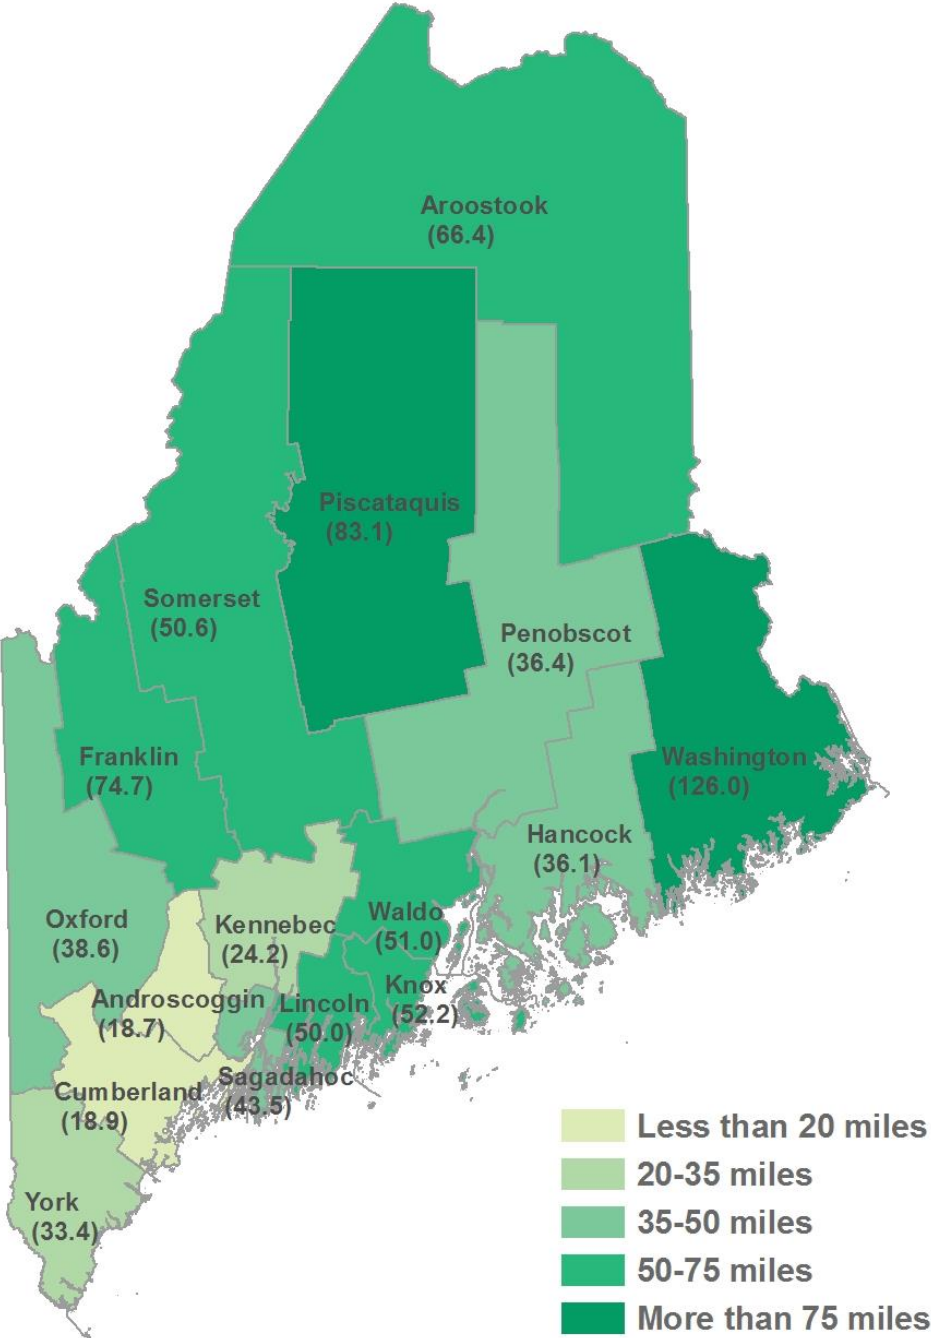 Aroostook
(66.4)
Piscataquis
(83.1)
Somerset
(50.6)
Penobscot
(36.4)
Franklin
(74.7)
Washington
(126.0)
Hancock
(36.1)
Oxford
(38.6)
Kennebec
(24.2)
Waldo
(51.0)
Androscoggin
(18.7)
Lincoln
(50.0)
Knox
(52.2)
Sagadahoc
(43.5)
Cumberland
(18.9)
York
(33.4)
Less than 20 miles
20-35 miles
35-50 miles
50-75 miles
More than 75 miles